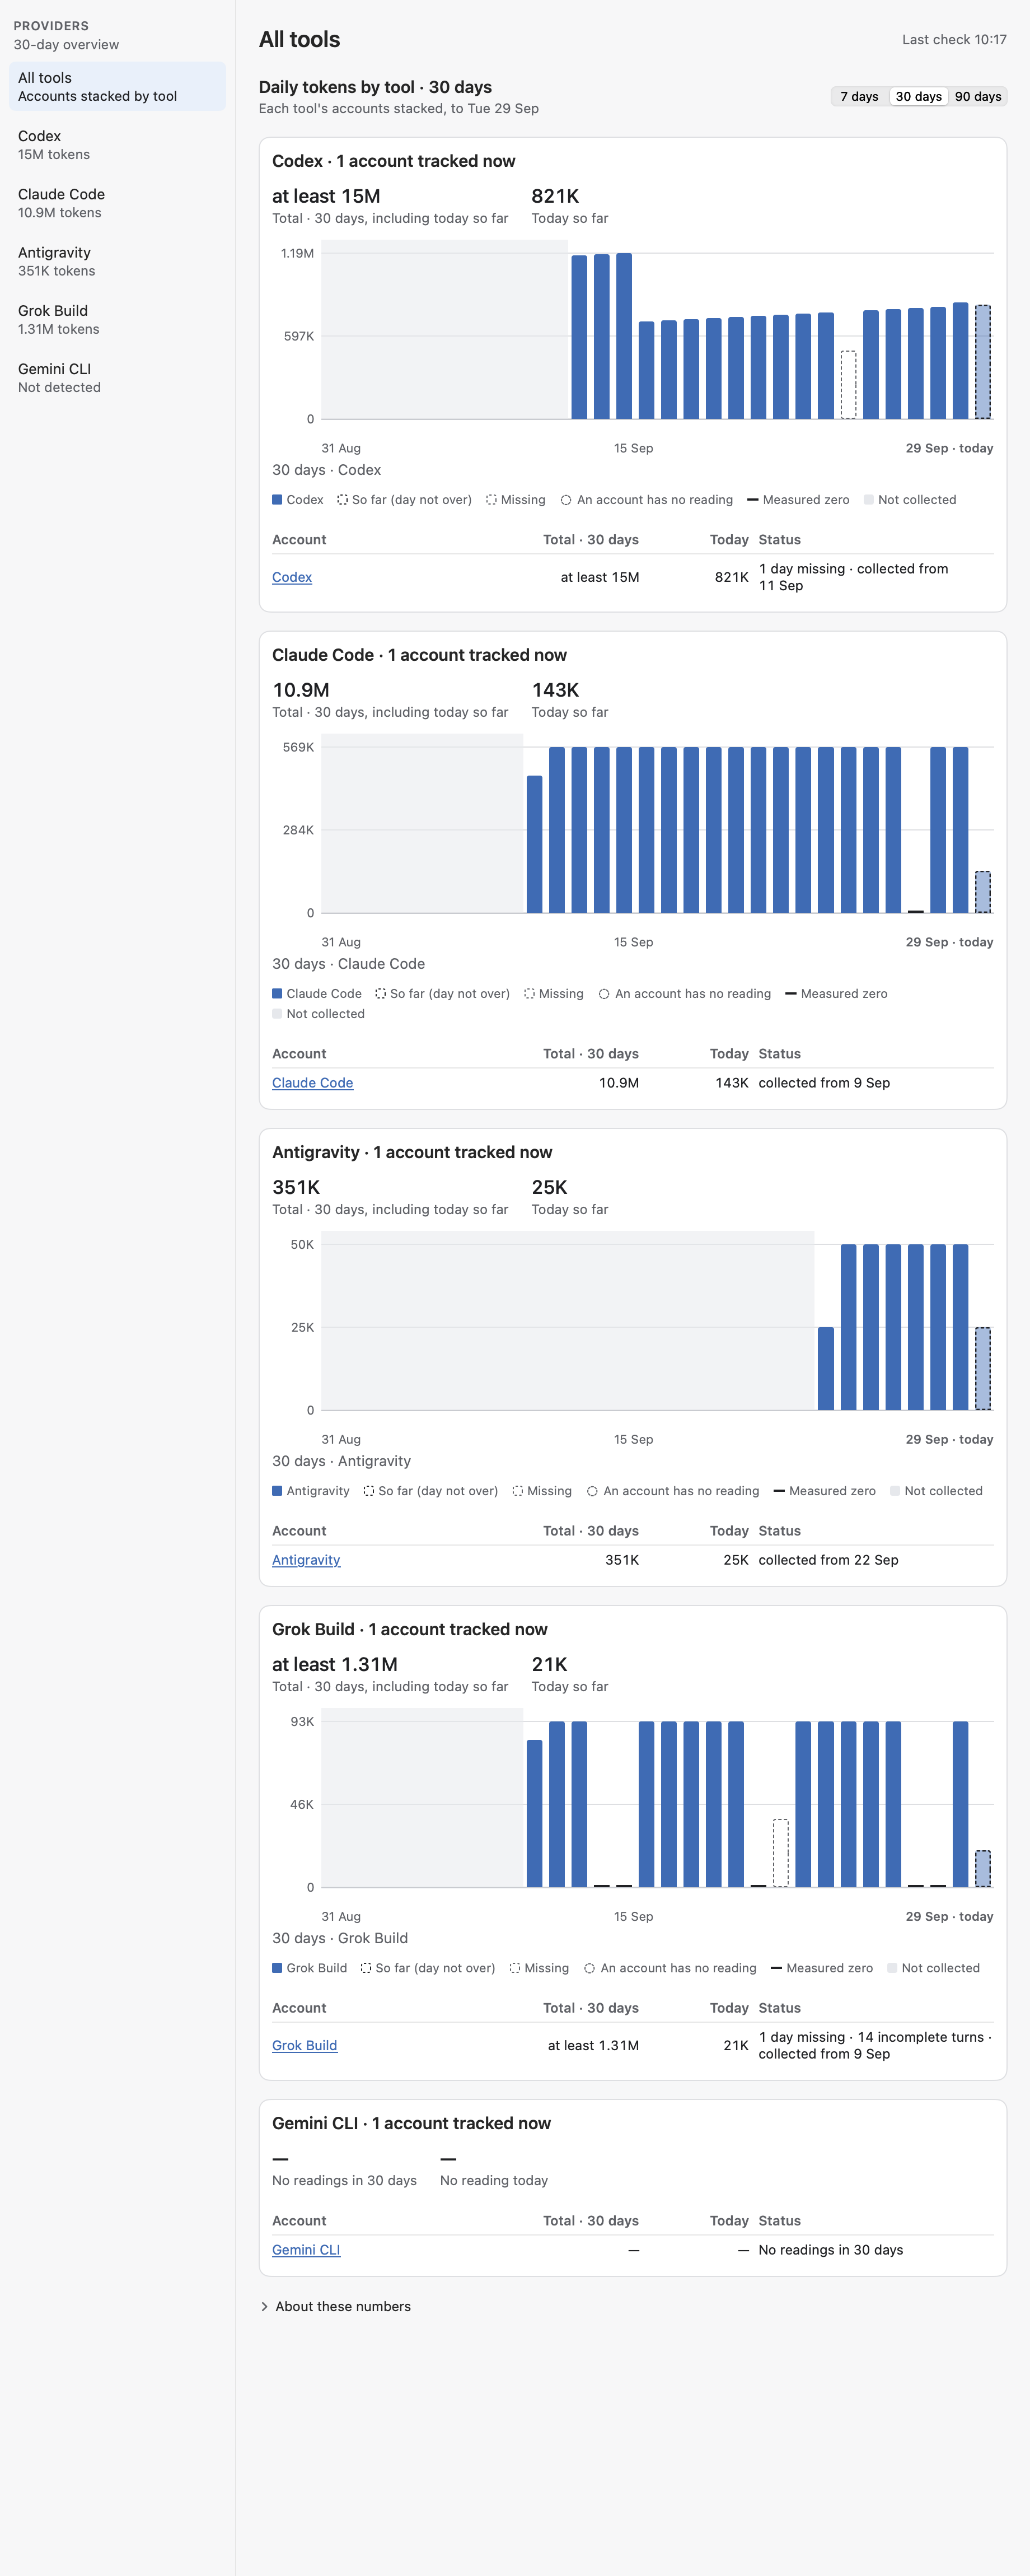 PROVIDERS
30-day overview
All tools
Accounts stacked by tool
Codex
15M tokens
Claude Code
10.9M tokens
Antigravity
351K tokens
Grok Build
1.31M tokens
Gemini CLI
Not detected
All tools
Last check 10:17
Daily tokens by tool · 30 days
Each tool's accounts stacked, to Tue 29 Sep
7 days 30 days 90 days
Codex · 1 account tracked now
at least 15M 821K
Total · 30 days, including today so far Today so far
1.19M
597K
0
31 Aug 15 Sep 29 Sep · today
30 days · Codex
Codex So far (day not over) Missing An account has no reading Measured zero Not collected
Account Total · 30 days Today Status
Codex at least 15M 821K 1 day missing · collected from
11 Sep
Claude Code · 1 account tracked now
10.9M 143K
Total · 30 days, including today so far Today so far
569K
284K
0
31 Aug 15 Sep 29 Sep · today
30 days · Claude Code
Claude Code So far (day not over) Missing An account has no reading Measured zero
Not collected
Account Total · 30 days Today Status
Claude Code 10.9M 143K collected from 9 Sep
Antigravity · 1 account tracked now
351K 25K
Total · 30 days, including today so far Today so far
50K
25K
0
31 Aug 15 Sep 29 Sep · today
30 days · Antigravity
Antigravity So far (day not over) Missing An account has no reading Measured zero Not collected
Account Total · 30 days Today Status
Antigravity 351K 25K collected from 22 Sep
Grok Build · 1 account tracked now
at least 1.31M 21K
Total · 30 days, including today so far Today so far
93K
46K
0
31 Aug 15 Sep 29 Sep · today
30 days · Grok Build
Grok Build So far (day not over) Missing An account has no reading Measured zero Not collected
Account Total · 30 days Today Status
Grok Build at least 1.31M 21K 1 day missing · 14 incomplete turns ·
collected from 9 Sep
Gemini CLI · 1 account tracked now
— —
No readings in 30 days No reading today
Account Total · 30 days Today Status
Gemini CLI — — No readings in 30 days
About these numbers